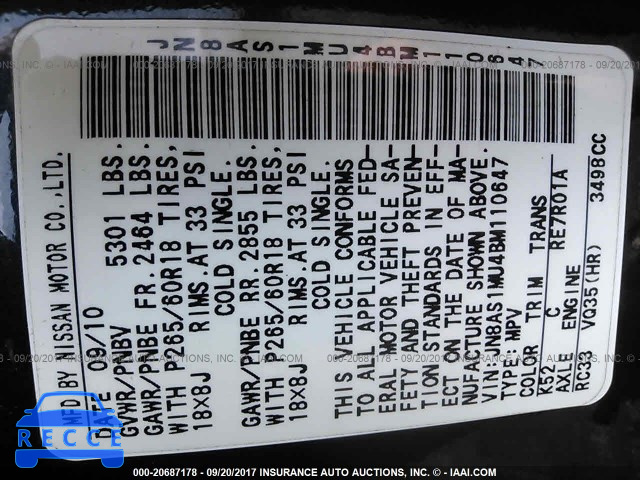 JN8AS1MU4BM110647
MFD BY NISSAN MOTOR CO.,LTD.
DATE 09/10
GVWR/PNBV 5301 LBS.
GAWR/PNBE FR. 2464 LBS.
WITH P265/60R18 TIRES,
18X8J RIMS.AT 33 PSI
COLD SINGLE.
GAWR/PNBE RR. 2855 LBS.
WITH P265/60R18 TIRES,
18X8J RIMS.AT 33 PSI
COLD SINGLE.
THIS VEHICLE CONFORMS
TO ALL APPLICABLE FED-
ERAL MOTOR VEHICLE SA-
FETY AND THEFT PREVEN-
TION STANDARDS IN EFF-
ECT ON THE DATE OF MA-
NUFACTURE SHOWN ABOVE.
VIN:JN8AS1MU4BM110647
TYPE:MPV
COLOR TRIM TRANS
K52 C RE7R01A
AXLE ENGINE
RC33 VQ35(HR) 3498CC
000-20687178 - 09/20/2017 INSURANCE AUTO AUCTIONS, INC. - © - IAAI.COM